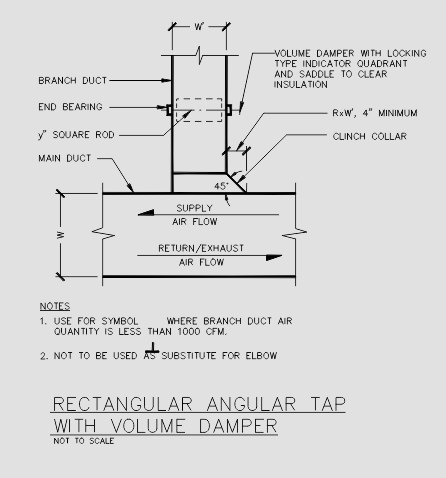 W'
VOLUME DAMPER WITH LOCKING
TYPE INDICATOR QUADRANT
AND SADDLE TO CLEAR
INSULATION
BRANCH DUCT
END BEARING
RxW', 4" MINIMUM
y" SQUARE ROD
CLINCH COLLAR
MAIN DUCT
45°
W
SUPPLY
AIR FLOW
RETURN/EXHAUST
AIR FLOW
NOTES
1. USE FOR SYMBOL WHERE BRANCH DUCT AIR
QUANTITY IS LESS THAN 1000 CFM.
2. NOT TO BE USED AS SUBSTITUTE FOR ELBOW
RECTANGULAR ANGULAR TAP
WITH VOLUME DAMPER
NOT TO SCALE